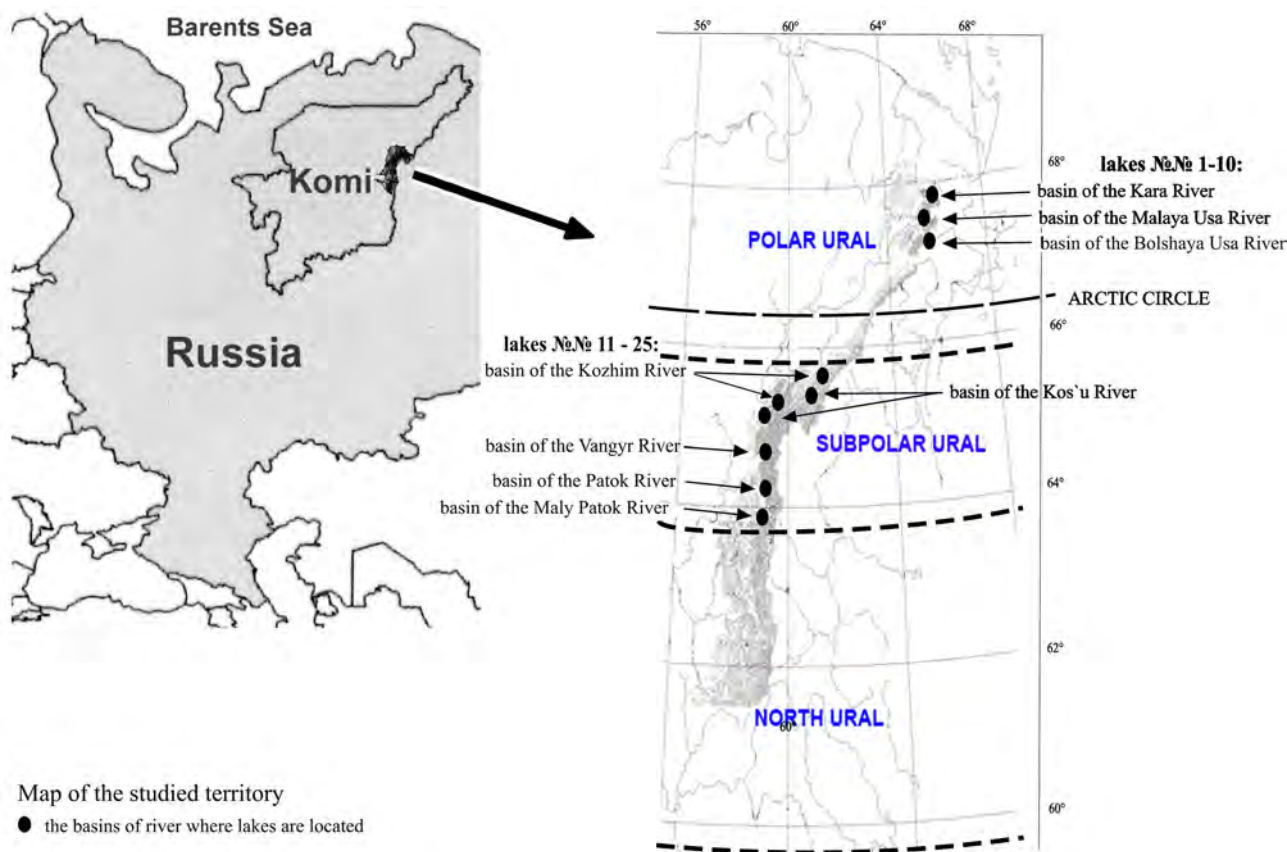 Barents Sea
Komi
Russia
Map of the studied territory
the basins of river where lakes are located
56°
60°
64°
68°
68°
lakes №№ 1-10:
basin of the Kara River
basin of the Malaya Usa River
basin of the Bolshaya Usa River
POLAR URAL
ARCTIC CIRCLE
66°
lakes №№ 11 - 25:
basin of the Kozhim River
basin of the Kos`u River
SUBPOLAR URAL
basin of the Vangyr River
basin of the Patok River
64°
basin of the Maly Patok River
62°
NORTH URAL
60°
60°